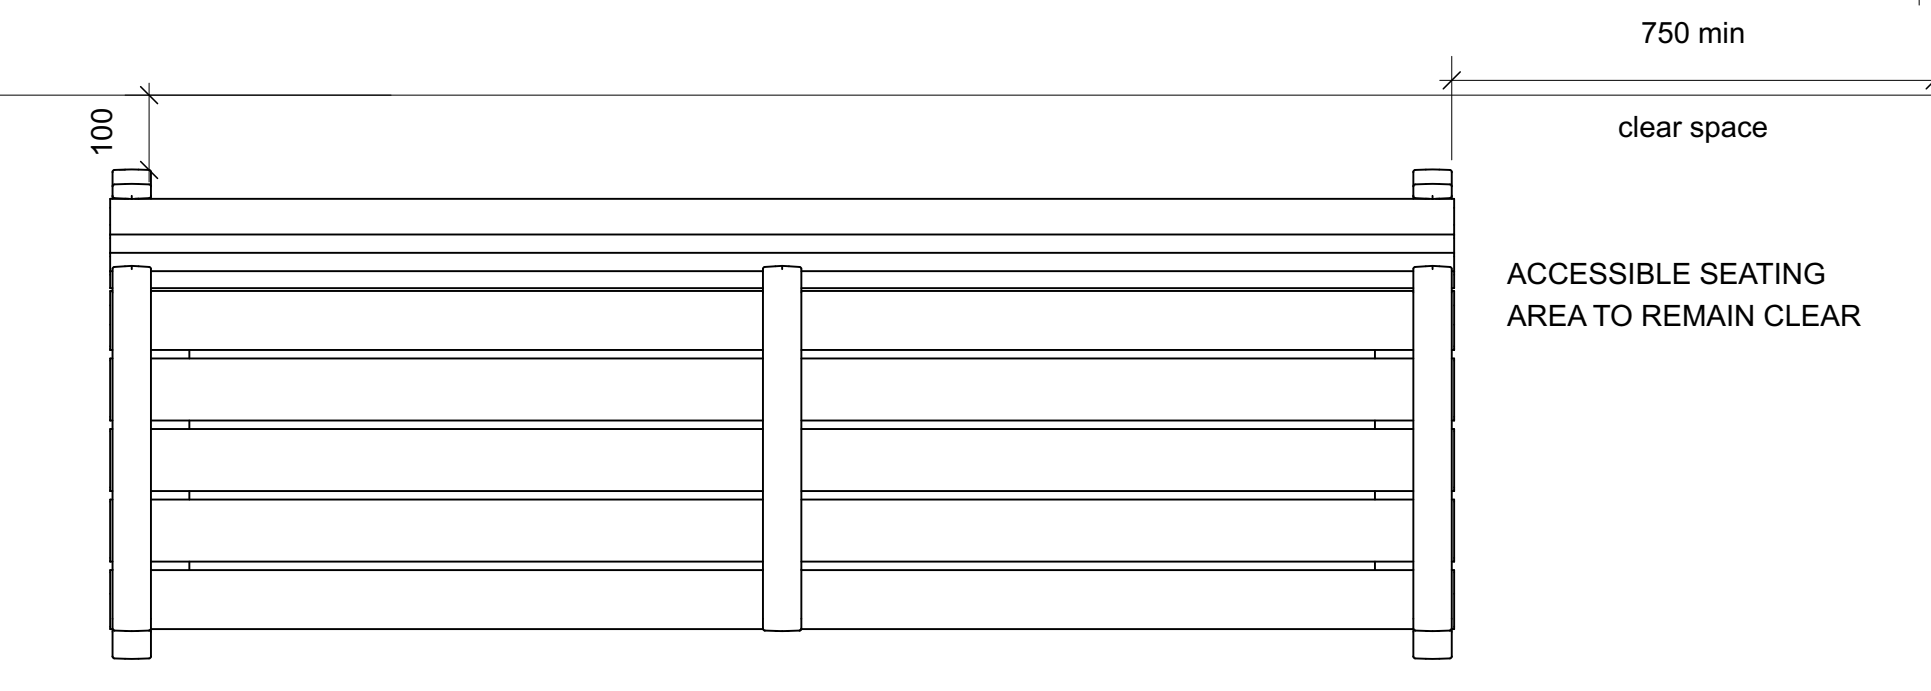 750 min
100
clear space
ACCESSIBLE SEATING
AREA TO REMAIN CLEAR